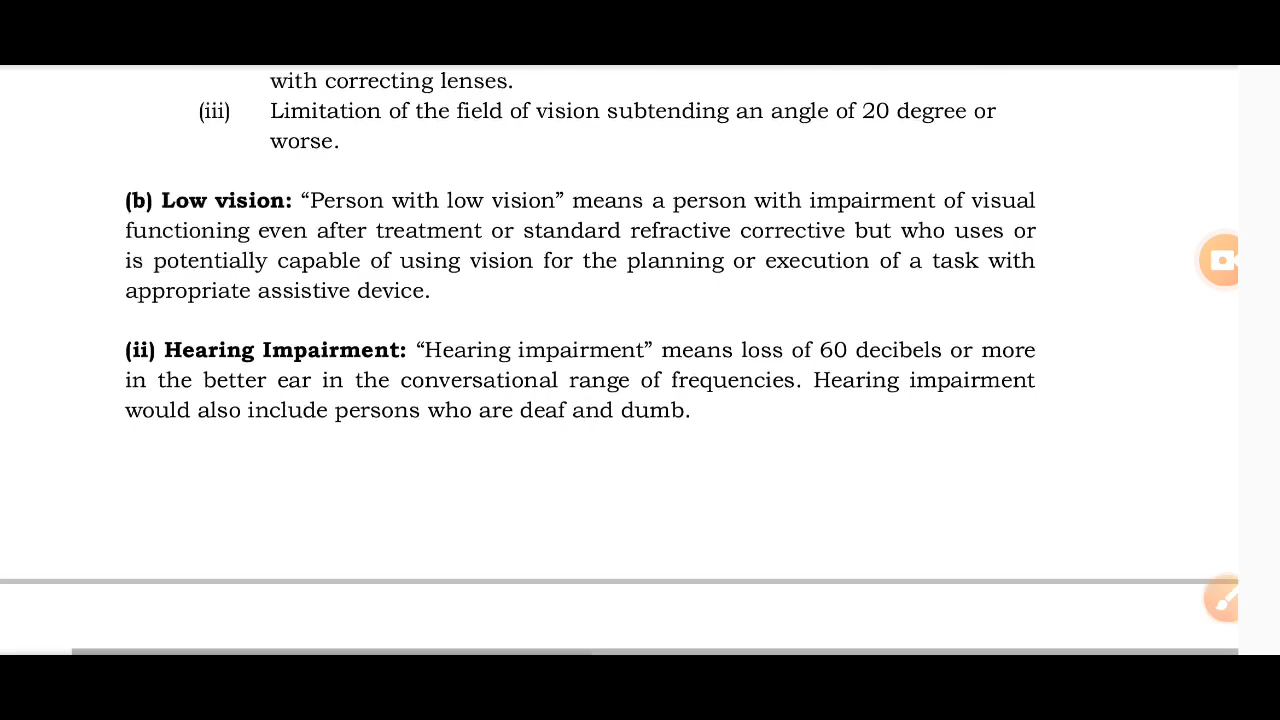 with correcting lenses.
(iii) Limitation of the field of vision subtending an angle of 20 degree or
worse.
(b) Low vision: “Person with low vision” means a person with impairment of visual
functioning even after treatment or standard refractive corrective but who uses or
is potentially capable of using vision for the planning or execution of a task with
appropriate assistive device.
(ii) Hearing Impairment: “Hearing impairment” means loss of 60 decibels or more
in the better ear in the conversational range of frequencies. Hearing impairment
would also include persons who are deaf and dumb.